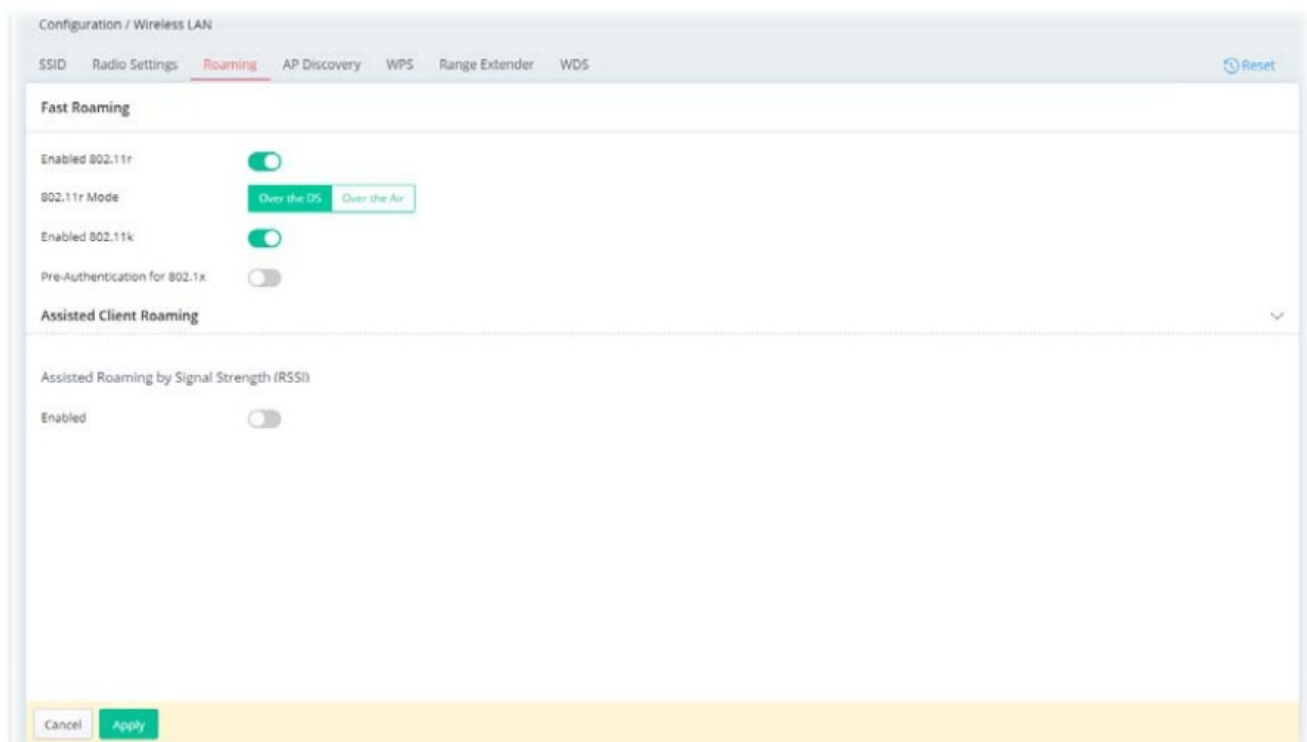 Configuration / Wireless LAN
SSID Radio Settings Roaming AP Discovery WPS Range Extender WDS Reset
Fast Roaming
Enabled 802.11r
802.11r Mode Over the DS Over the Air
Enabled 802.11k
Pre-Authentication for 802.1x
Assisted Client Roaming
Assisted Roaming by Signal Strength (RSSI)
Enabled
Cancel Apply